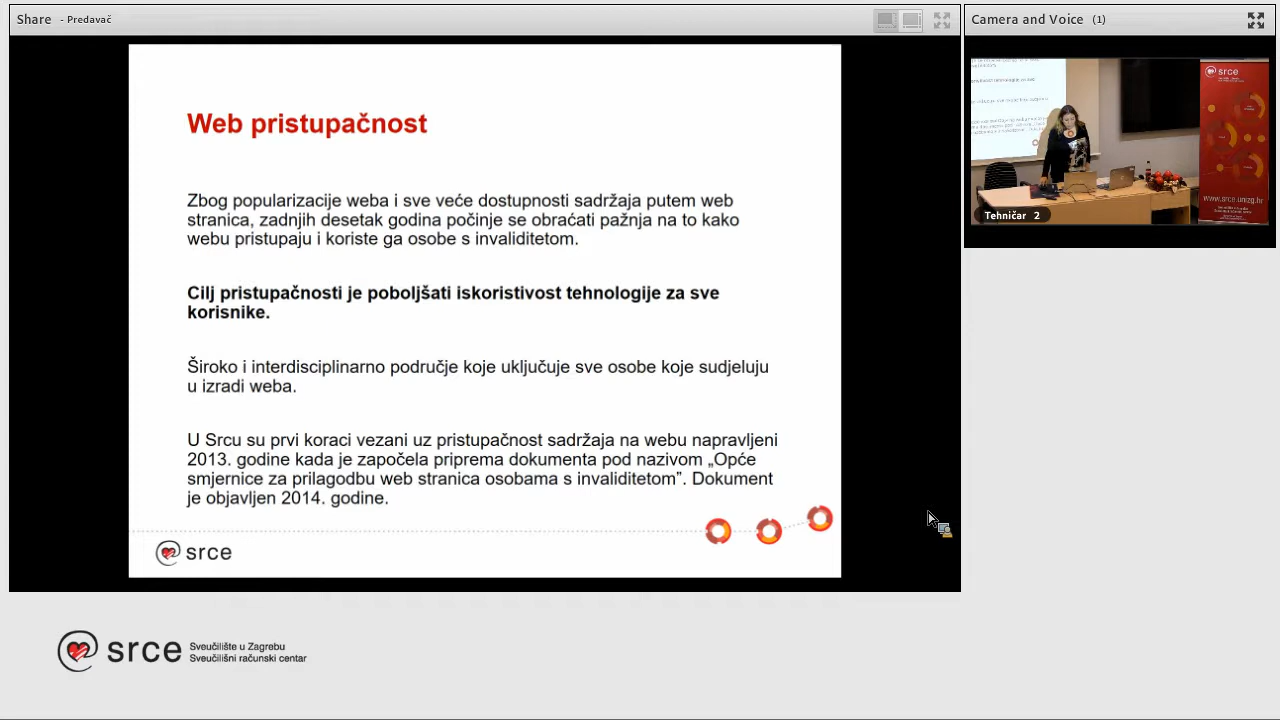 Share - Predavač
Camera and Voice (1)
Web pristupačnost
Zbog popularizacije weba i sve veće dostupnosti sadržaja putem web
stranica, zadnjih desetak godina počinje se obraćati pažnja na to kako
webu pristupaju i koriste ga osobe s invaliditetom.
Cilj pristupačnosti je poboljšati iskoristivost tehnologije za sve
korisnike.
Široko i interdisciplinarno područje koje uključuje sve osobe koje sudjeluju
u izradi weba.
U Srcu su prvi koraci vezani uz pristupačnost sadržaja na webu napravljeni
2013. godine kada je započela priprema dokumenta pod nazivom „Opće
smjernice za prilagodbu web stranica osobama s invaliditetom”. Dokument
je objavljen 2014. godine.
srce
srce
www.srce.unizg.hr
Tehničar 2
srce
Sveučilište u Zagrebu
Sveučilišni računski centar